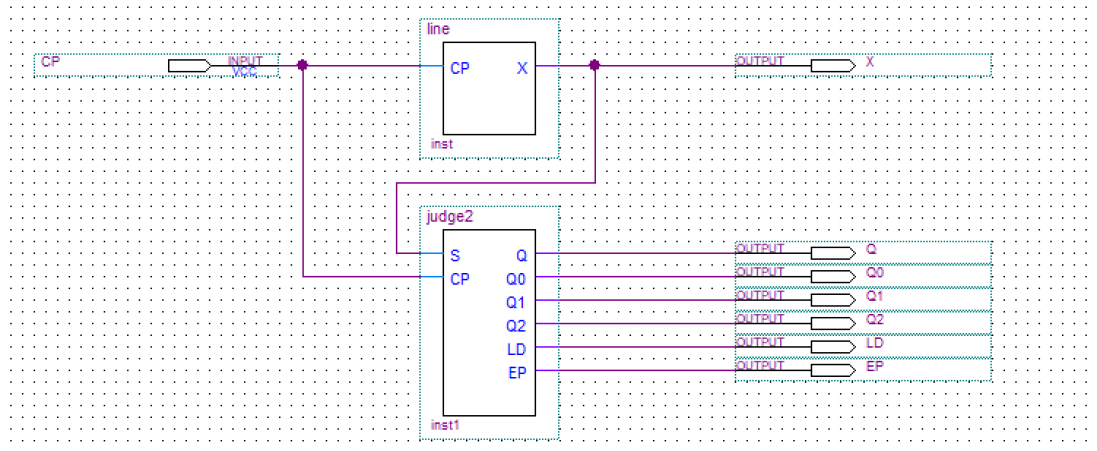 line
CP INPUT VCC
CP X
OUTPUT X
inst
judge2
S Q
OUTPUT Q
CP Q0
OUTPUT Q0
Q1
OUTPUT Q1
Q2
OUTPUT Q2
LD
OUTPUT LD
EP
OUTPUT EP
inst1